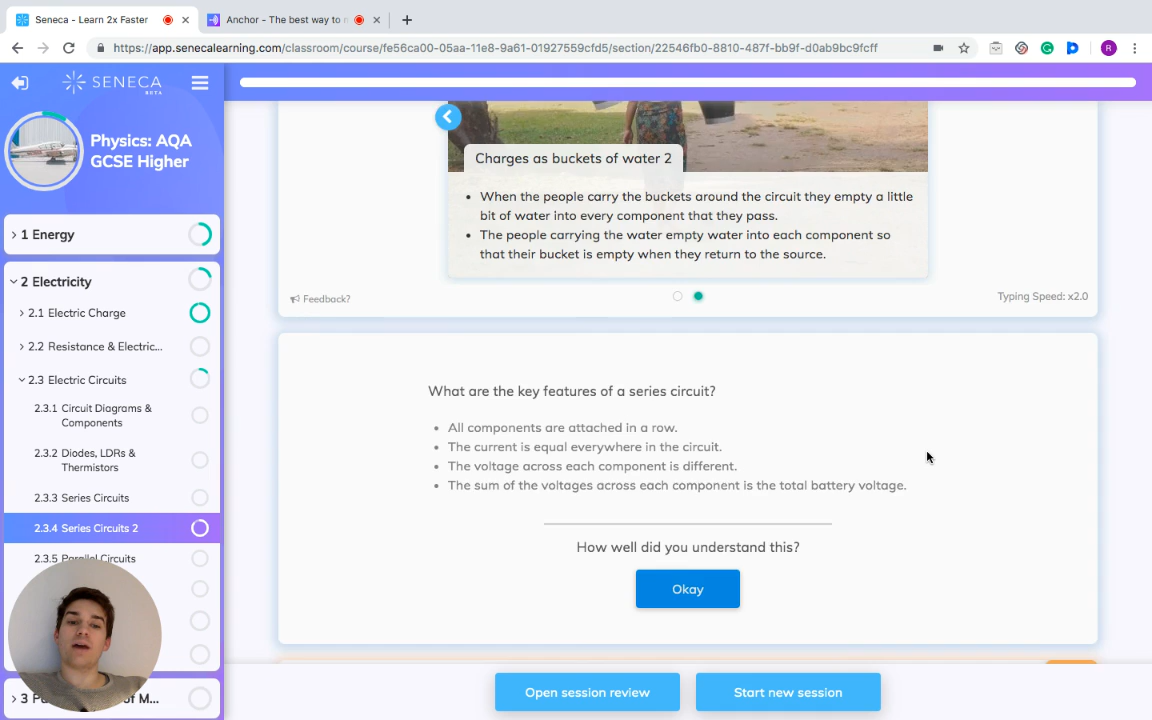 Seneca - Learn 2x Faster
Anchor - The best way to
https://app.senecalearning.com/classroom/course/fe56ca00-05aa-11e8-9a61-01927559cfd5/section/22546fb0-8810-487f-bb9f-d0ab9bc9fcff
R
SENECA
BETA
Physics: AQA
GCSE Higher
1 Energy
2 Electricity
2.1 Electric Charge
2.2 Resistance & Electric...
2.3 Electric Circuits
2.3.1 Circuit Diagrams &
Components
2.3.2 Diodes, LDRs &
Thermistors
2.3.3 Series Circuits
2.3.4 Series Circuits 2
2.3.5 Parallel Circuits
3 of M...
Charges as buckets of water 2
• When the people carry the buckets around the circuit they empty a little
bit of water into every component that they pass.
• The people carrying the water empty water into each component so
that their bucket is empty when they return to the source.
Feedback?
Typing Speed: x2.0
What are the key features of a series circuit?
• All components are attached in a row.
• The current is equal everywhere in the circuit.
• The voltage across each component is different.
• The sum of the voltages across each component is the total battery voltage.
How well did you understand this?
Okay
Open session review
Start new session